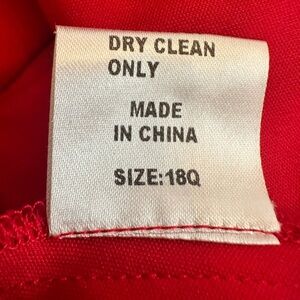 DRY CLEAN
ONLY
MADE
IN CHINA
SIZE:18Q